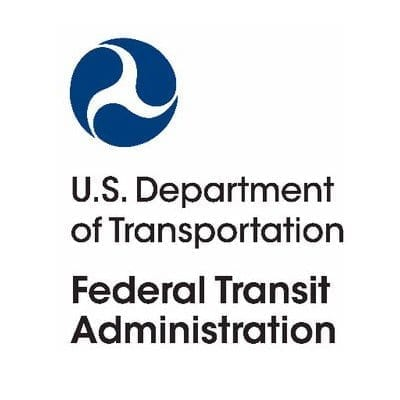 U.S. Department
of Transportation
Federal Transit
Administration